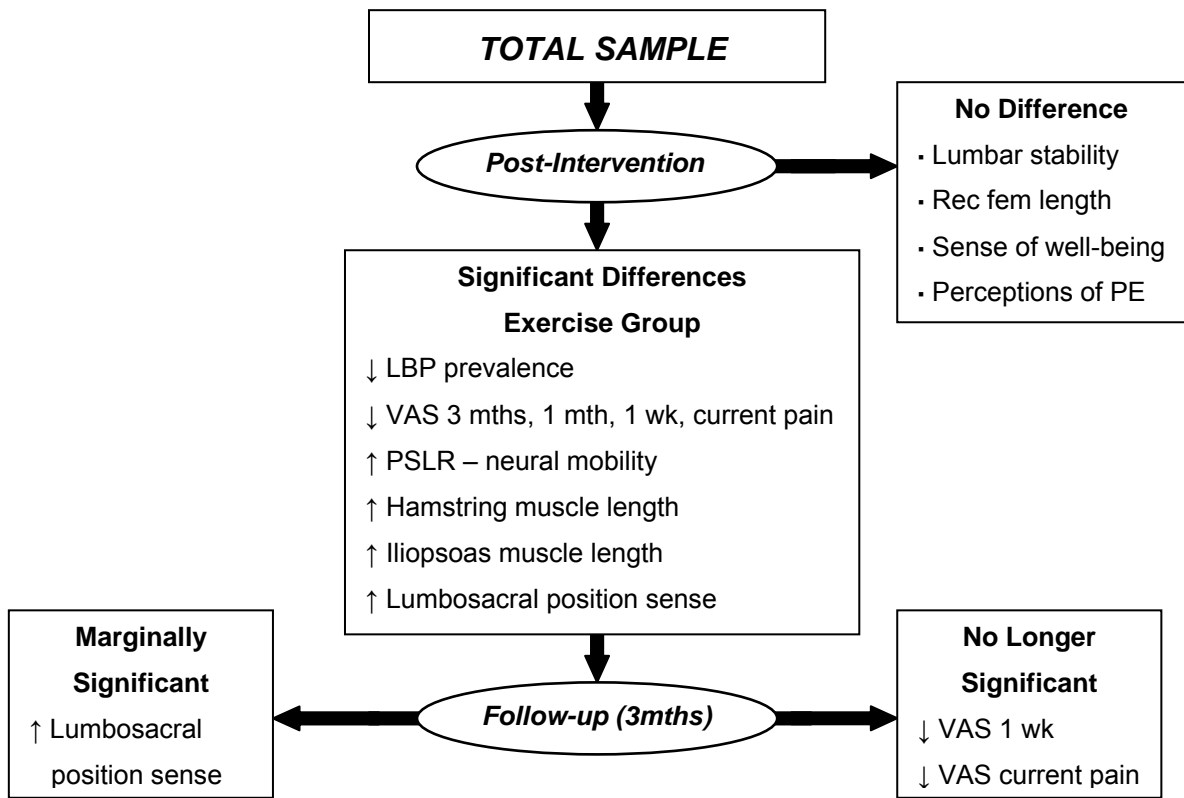 TOTAL SAMPLE
Post-Intervention
No Difference
▪ Lumbar stability
▪ Rec fem length
▪ Sense of well-being
▪ Perceptions of PE
Significant Differences
Exercise Group
↓ LBP prevalence
↓ VAS 3 mths, 1 mth, 1 wk, current pain
↑ PSLR – neural mobility
↑ Hamstring muscle length
↑ Iliopsoas muscle length
↑ Lumbosacral position sense
Marginally
Significant
↑ Lumbosacral
position sense
Follow-up (3mths)
No Longer
Significant
↓ VAS 1 wk
↓ VAS current pain